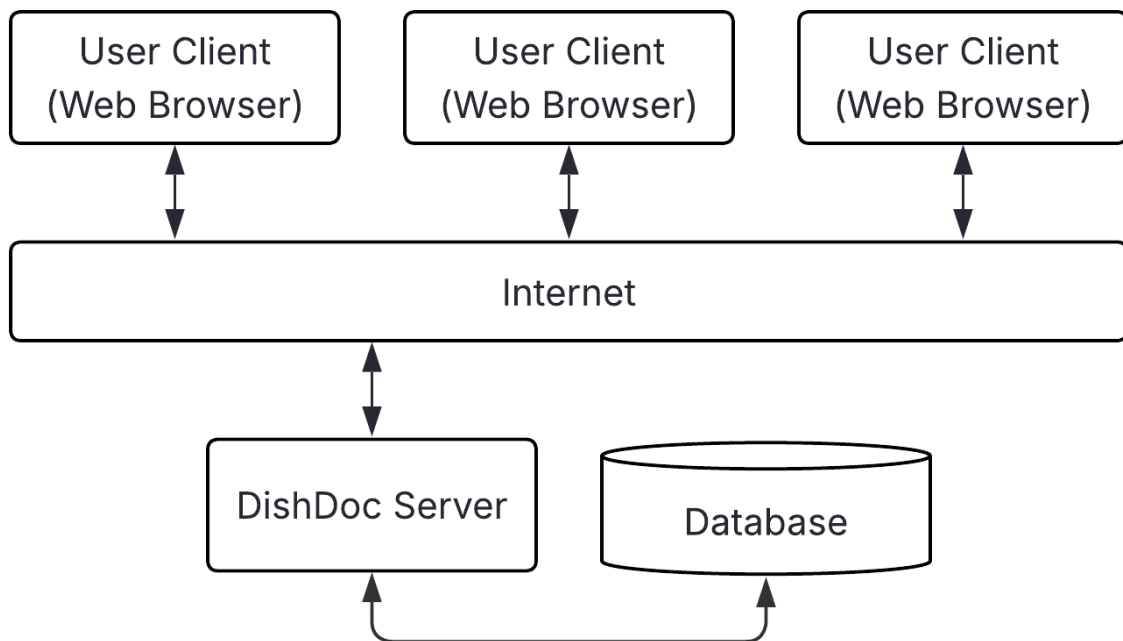 User Client
(Web Browser)
User Client
(Web Browser)
User Client
(Web Browser)
Internet
DishDoc Server
Database